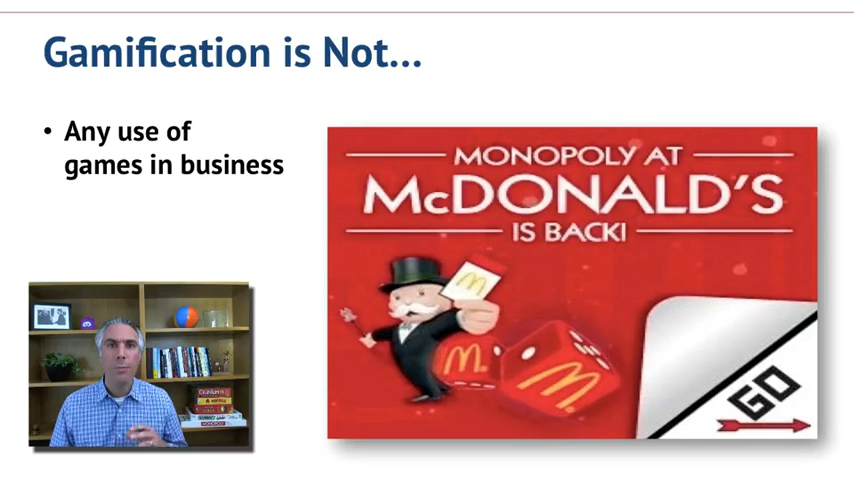 Gamification is Not...
• Any use of
games in business
MONOPOLY AT
McDONALD'S
IS BACK!
GO